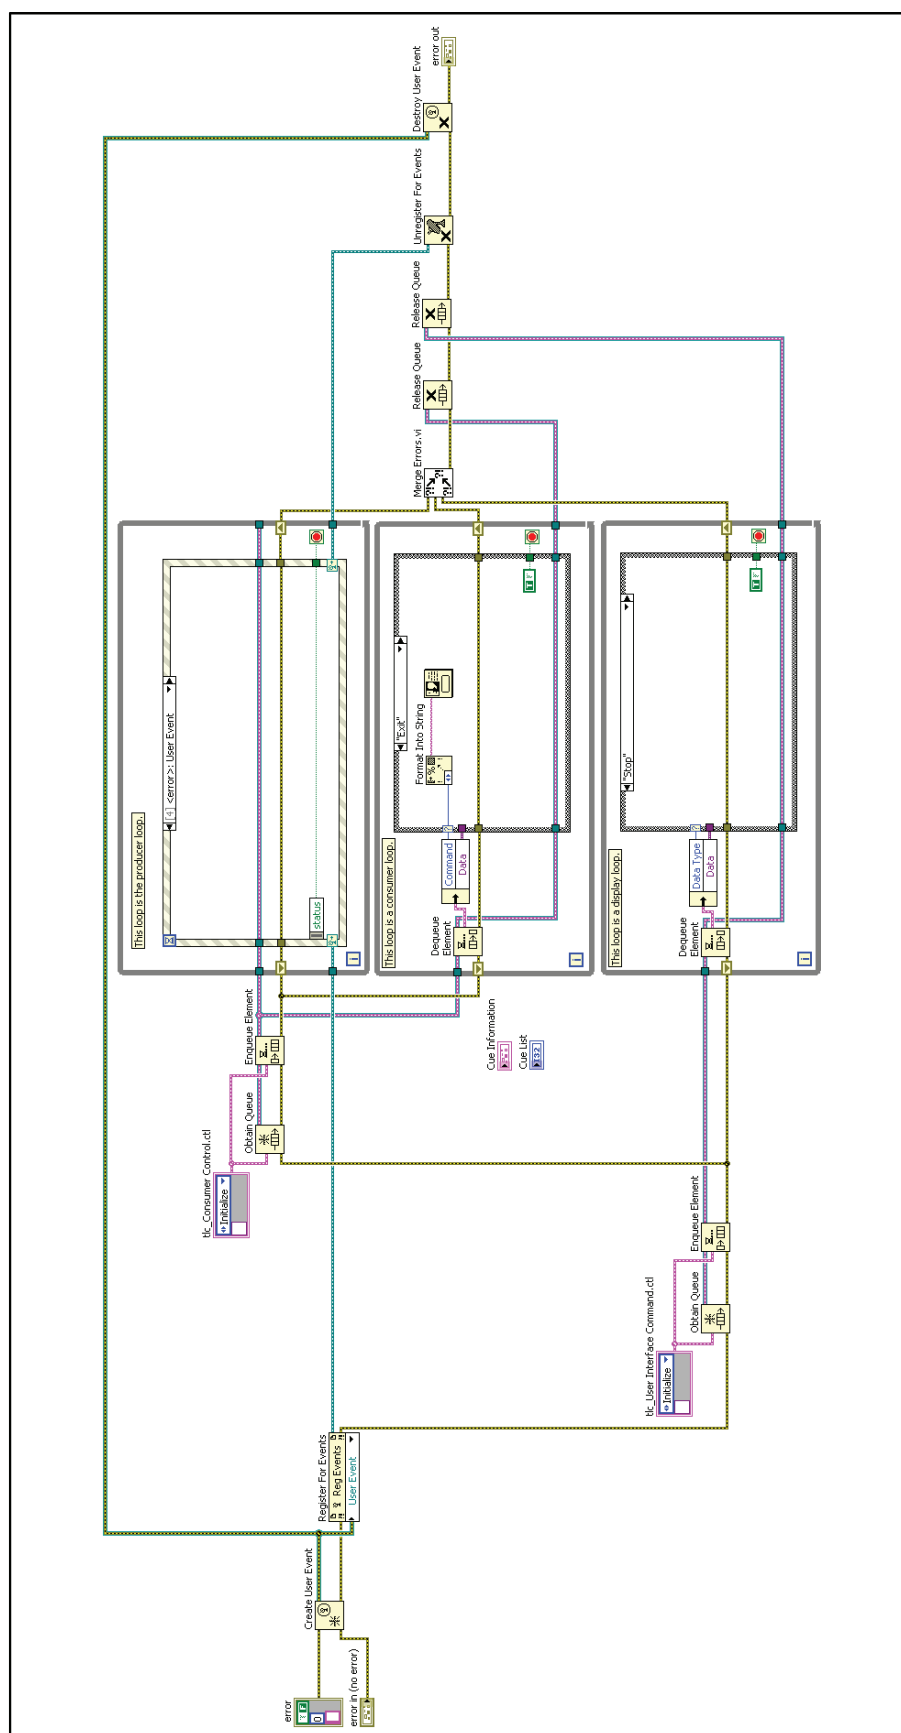 error
error in (no error)
Create User Event
Register For Events
Reg Events
User Event
tlc_User Interface Command.ctl
Initialize
Obtain Queue
Enqueue Element
tlc_Consumer Control.ctl
Initialize
Obtain Queue
Enqueue Element
Cue Information
Cue List
I32
This loop is the producer loop.
[4] <error>: User Event
status
i
This loop is a consumer loop.
Dequeue
Element
Command
Data
"Exit"
Format Into String
i
This loop is a display loop.
Dequeue
Element
Data Type
Data
"Stop"
i
Merge Errors.vi
Release Queue
Release Queue
Unregister For Events
Destroy User Event
error out